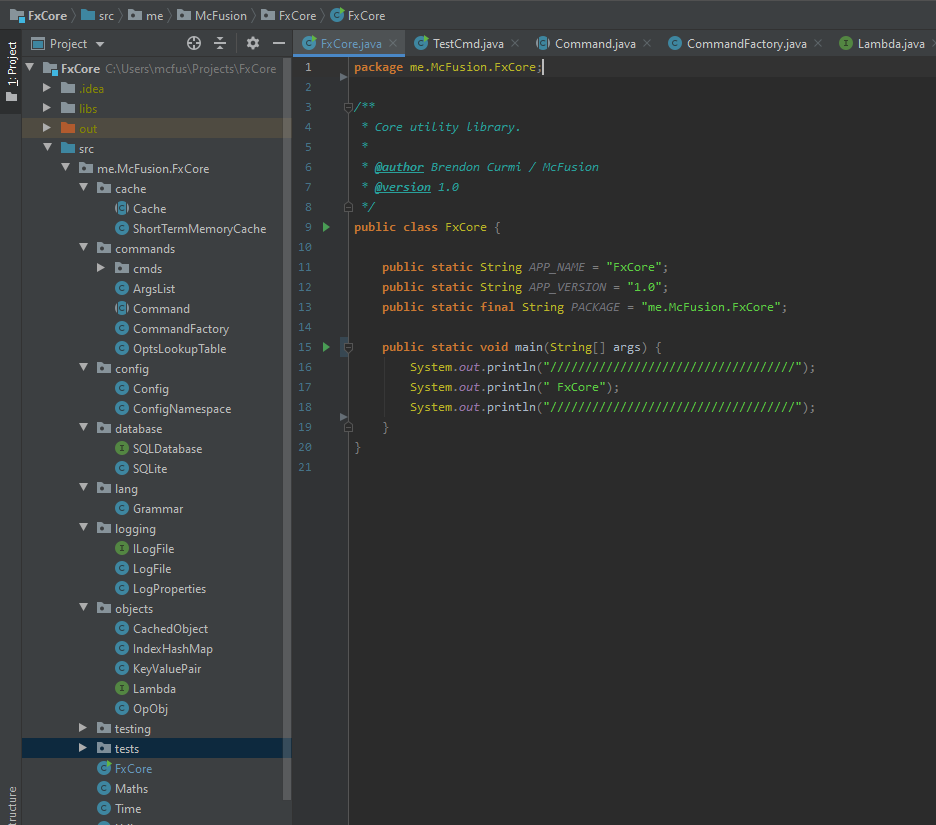 FxCore src me McFusion FxCore FxCore
1: Project
Project
FxCore.java TestCmd.java Command.java CommandFactory.java Lambda.java
FxCore C:\Users\mcfus\Projects\FxCore
.idea
libs
out
src
me.McFusion.FxCore
cache
Cache
ShortTermMemoryCache
commands
cmds
ArgsList
Command
CommandFactory
OptsLookupTable
config
Config
ConfigNamespace
database
SQLDatabase
SQLite
lang
Grammar
logging
ILogFile
LogFile
LogProperties
objects
CachedObject
IndexHashMap
KeyValuePair
Lambda
OpObj
testing
tests
FxCore
Maths
Time
ructure
1 package me.McFusion.FxCore;
2
3 /**
4 * Core utility library.
5 *
6 * @author Brendon Curmi / McFusion
7 * @version 1.0
8 */
9 public class FxCore {
10
11 public static String APP_NAME = "FxCore";
12 public static String APP_VERSION = "1.0";
13 public static final String PACKAGE = "me.McFusion.FxCore";
14
15 public static void main(String[] args) {
16 System.out.println("///////////////////////////////////");
17 System.out.println(" FxCore");
18 System.out.println("///////////////////////////////////");
19 }
20 }
21